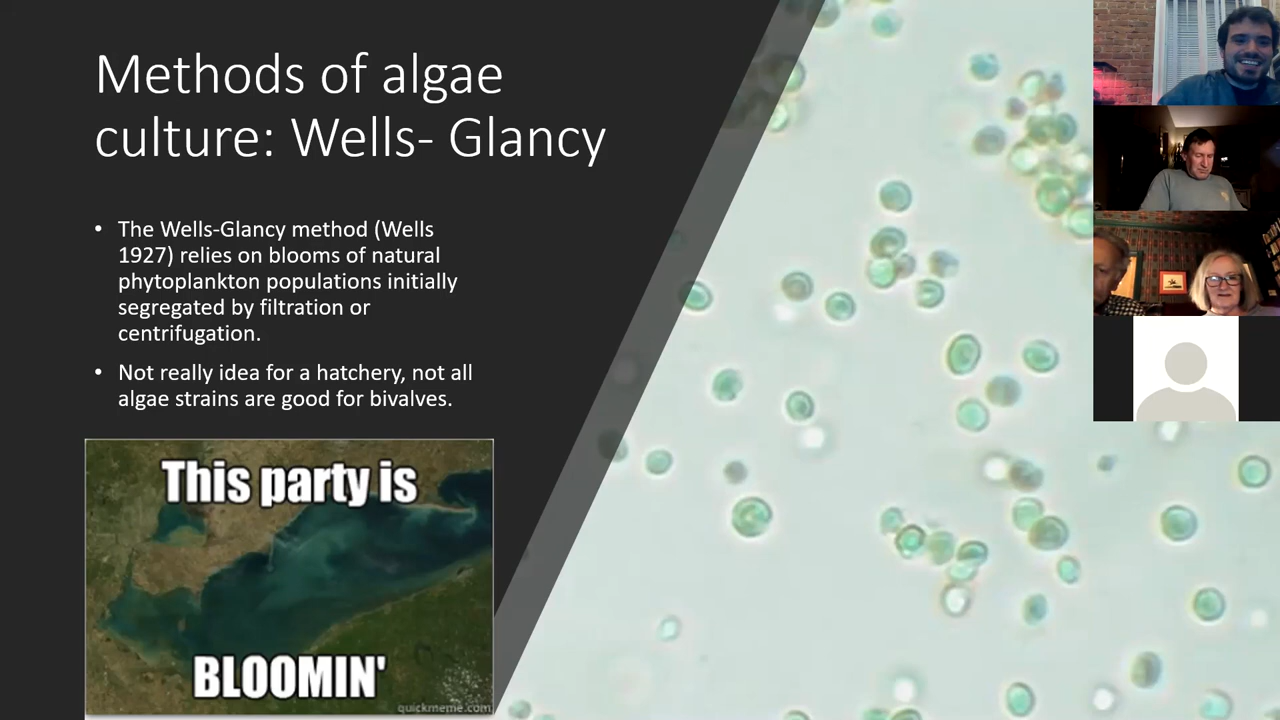 Methods of algae
culture: Wells- Glancy
• The Wells-Glancy method (Wells
1927) relies on blooms of natural
phytoplankton populations initially
segregated by filtration or
centrifugation.
• Not really idea for a hatchery, not all
algae strains are good for bivalves.
This party is
BLOOMIN'
quickmeme.com